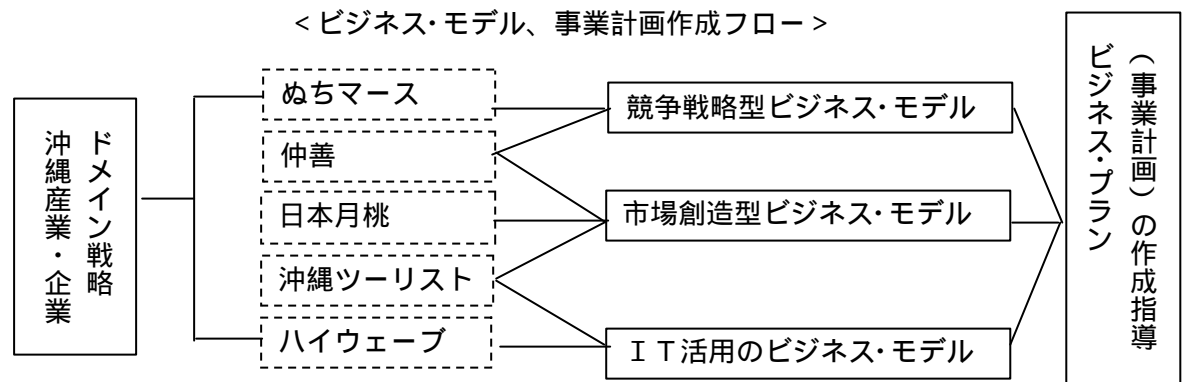 ＜ビジネス・モデル、事業計画作成フロー＞
ドメイン戦略
沖縄産業・企業
ぬちマース
仲善
日本月桃
沖縄ツーリスト
ハイウェーブ
競争戦略型ビジネス・モデル
市場創造型ビジネス・モデル
ＩＴ活用のビジネス・モデル
（事業計画）の作成指導
ビジネス・プラン